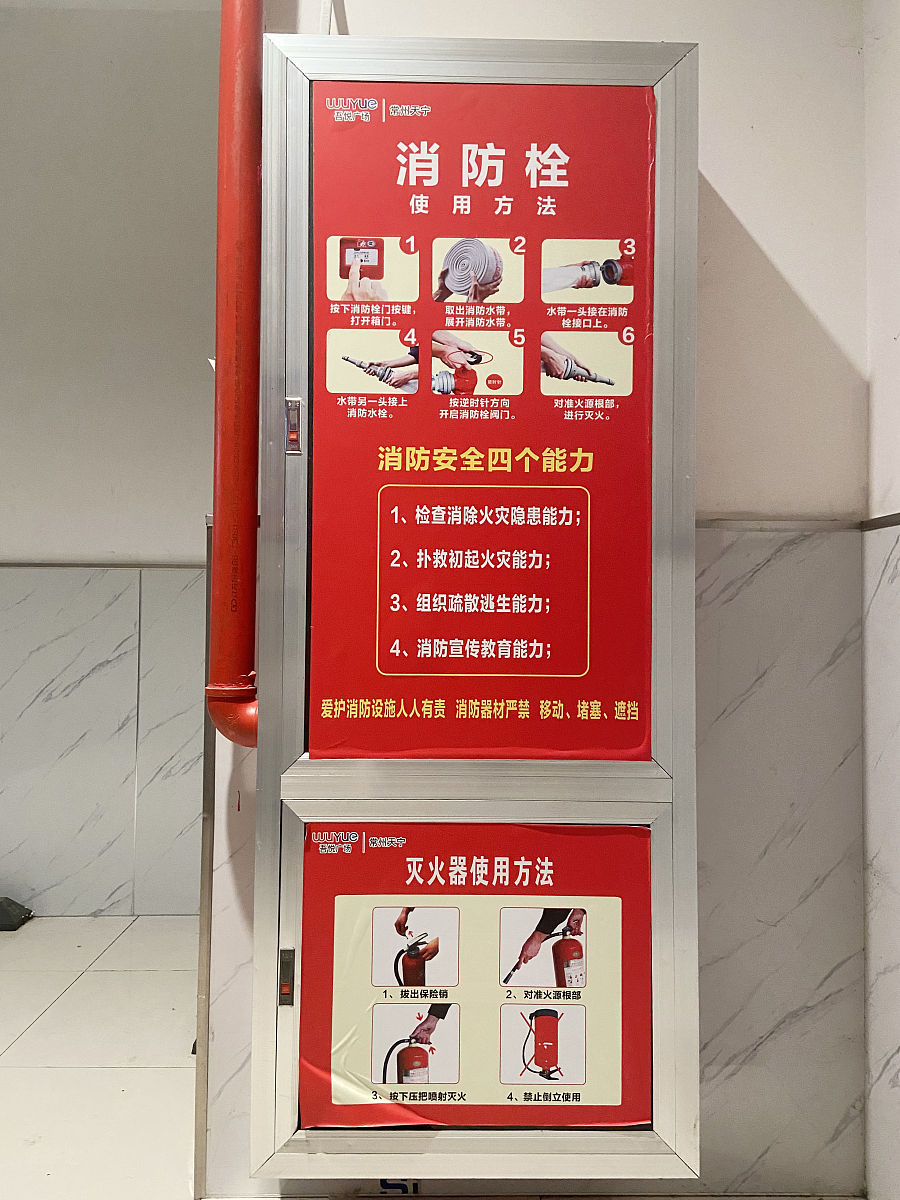 WUYUE
吾悦广场
常州天宁
消防栓
使用方法
1
2
3
按下消防栓门按键，
打开箱门。
取出消防水带，
展开消防水带。
水带一头接在消防
栓接口上。
4
5
6
逆时针
水带另一头接上
消防水栓。
按逆时针方向
开启消防栓阀门。
对准火源根部，
进行灭火。
消防安全四个能力
1、检查消除火灾隐患能力；
2、扑救初起火灾能力；
3、组织疏散逃生能力；
4、消防宣传教育能力；
爱护消防设施人人有责 消防器材严禁 移动、堵塞、遮挡
WUYUE
吾悦广场
常州天宁
灭火器使用方法
1、拔出保险销
2、对准火源根部
3、按下压把喷射灭火
4、禁止倒立使用